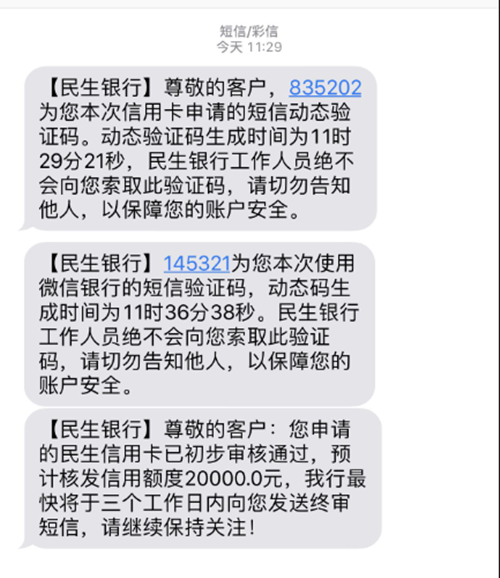 短信/彩信
今天 11:29
【民生银行】尊敬的客户，835202
为您本次信用卡申请的短信动态验
证码。动态验证码生成时间为11时
29分21秒，民生银行工作人员绝不
会向您索取此验证码，请切勿告知
他人，以保障您的账户安全。
【民生银行】145321为您本次使用
微信银行的短信验证码，动态码生
成时间为11时36分38秒。民生银行
工作人员绝不会向您索取此验证
码，请切勿告知他人，以保障您的
账户安全。
【民生银行】尊敬的客户：您申请
的民生信用卡已初步审核通过，预
计核发信用额度20000.0元，我行最
快将于三个工作日内向您发送终审
短信，请继续保持关注！